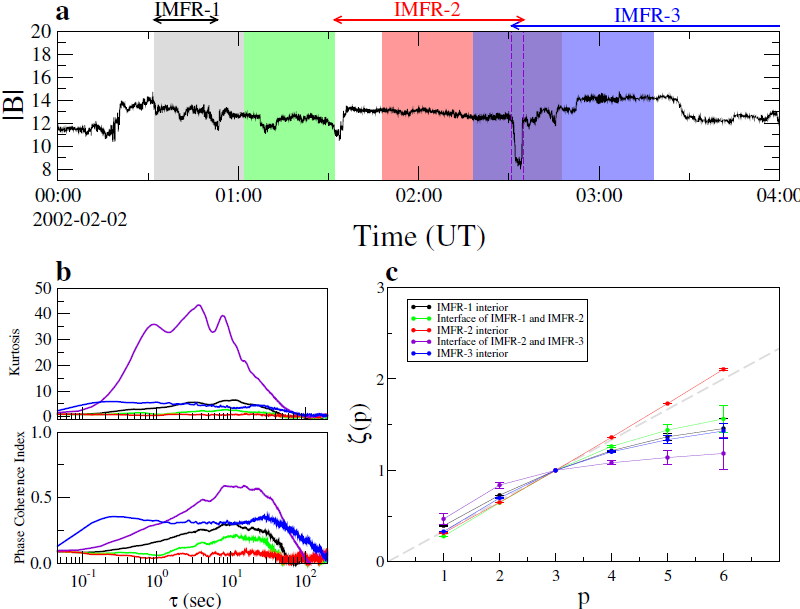 a
IMFR-1
IMFR-2
IMFR-3
|B|
20
18
16
14
12
10
8
00:00
01:00
02:00
03:00
04:00
2002-02-02
Time (UT)
b
Kurtosis
50
40
30
20
10
0
Phase Coherence Index
1.0
0.5
0.0
10⁻¹
10⁰
10¹
10²
τ (sec)
c
ζ(p)
3
2
1
0
IMFR-1 interior
Interface of IMFR-1 and IMFR-2
IMFR-2 interior
Interface of IMFR-2 and IMFR-3
IMFR-3 interior
1
2
3
4
5
6
p